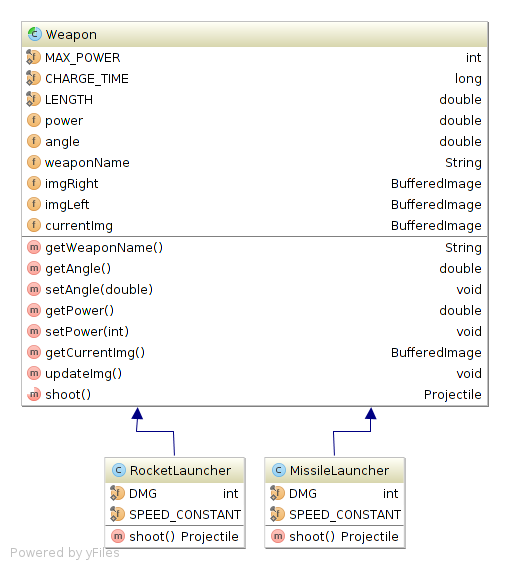 Weapon
MAX_POWER int
CHARGE_TIME long
LENGTH double
power double
angle double
weaponName String
imgRight BufferedImage
imgLeft BufferedImage
currentImg BufferedImage
getWeaponName() String
getAngle() double
setAngle(double) void
getPower() double
setPower(int) void
getCurrentImg() BufferedImage
updateImg() void
shoot() Projectile
RocketLauncher
DMG int
SPEED_CONSTANT
shoot() Projectile
MissileLauncher
DMG int
SPEED_CONSTANT
shoot() Projectile
Powered by yFiles